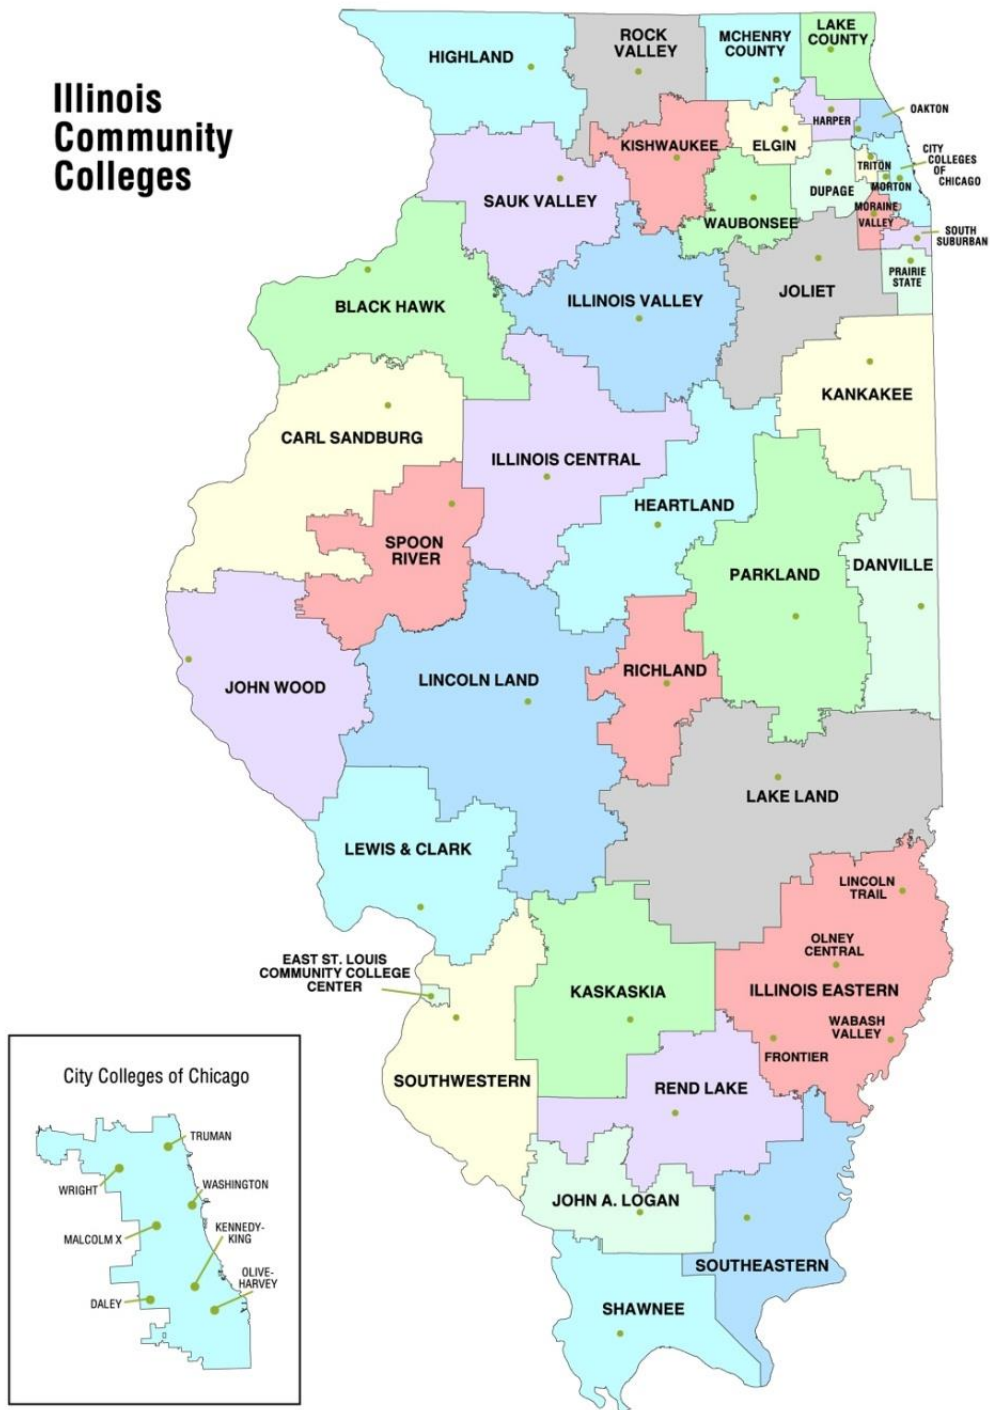 Illinois
Community
Colleges
HIGHLAND
ROCK
VALLEY
MCHENRY
COUNTY
LAKE
COUNTY
HARPER
OAKTON
KISHWAUKEE
ELGIN
CITY
COLLEGES
OF
CHICAGO
TRITON
MORTON
DUPAGE
SAUK VALLEY
WAUBONSEE
MORAINE
VALLEY
SOUTH
SUBURBAN
PRAIRIE
STATE
BLACK HAWK
ILLINOIS VALLEY
JOLIET
KANKAKEE
CARL SANDBURG
ILLINOIS CENTRAL
HEARTLAND
SPOON
RIVER
PARKLAND
DANVILLE
JOHN WOOD
LINCOLN LAND
RICHLAND
LAKE LAND
LEWIS & CLARK
LINCOLN
TRAIL
OLNEY
CENTRAL
EAST ST. LOUIS
COMMUNITY COLLEGE
CENTER
KASKASKIA
ILLINOIS EASTERN
WABASH
VALLEY
FRONTIER
SOUTHWESTERN
REND LAKE
JOHN A. LOGAN
SOUTHEASTERN
SHAWNEE
City Colleges of Chicago
TRUMAN
WRIGHT
WASHINGTON
MALCOLM X
KENNEDY-
KING
OLIVE-
HARVEY
DALEY